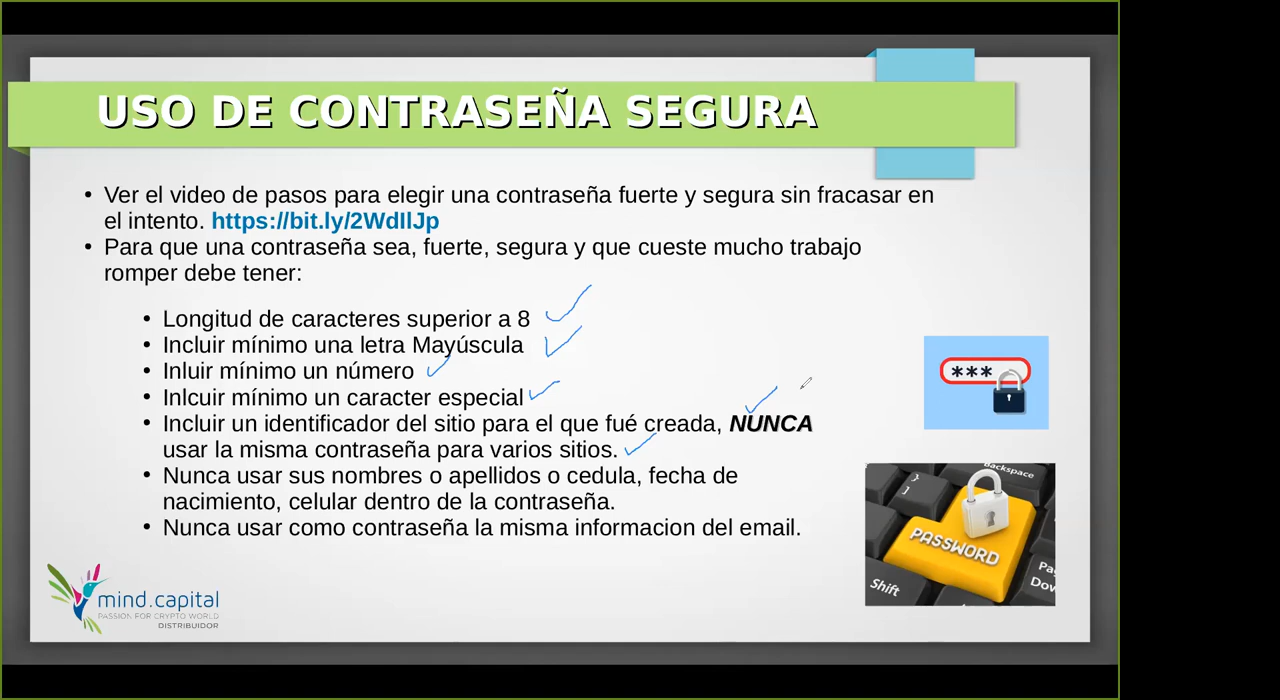 USO DE CONTRASEÑA SEGURA
• Ver el video de pasos para elegir una contraseña fuerte y segura sin fracasar en
el intento. https://bit.ly/2WdIlJp
• Para que una contraseña sea, fuerte, segura y que cueste mucho trabajo
romper debe tener:
• Longitud de caracteres superior a 8
• Incluir mínimo una letra Mayúscula
• Inluir mínimo un número
• Inlcuir mínimo un caracter especial
• Incluir un identificador del sitio para el que fué creada, NUNCA
usar la misma contraseña para varios sitios.
• Nunca usar sus nombres o apellidos o cedula, fecha de
nacimiento, celular dentro de la contraseña.
• Nunca usar como contraseña la misma informacion del email.
***
Backspace
}
]
PASSWORD
Shift
Pa
Dov
mind.capital
PASSION FOR CRYPTO WORLD
DISTRIBUIDOR